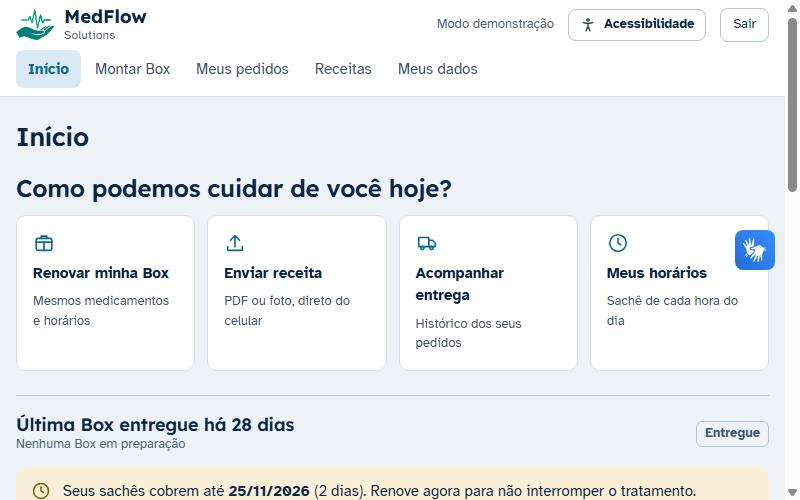 MedFlow
Solutions
Modo demonstração
Acessibilidade
Sair
Início
Montar Box
Meus pedidos
Receitas
Meus dados
Início
Como podemos cuidar de você hoje?
Renovar minha Box
Mesmos medicamentos
e horários
Enviar receita
PDF ou foto, direto do
celular
Acompanhar
entrega
Histórico dos seus
pedidos
Meus horários
Sachê de cada hora do
dia
Última Box entregue há 28 dias
Nenhuma Box em preparação
Entregue
Seus sachês cobrem até 25/11/2026 (2 dias). Renove agora para não interromper o tratamento.